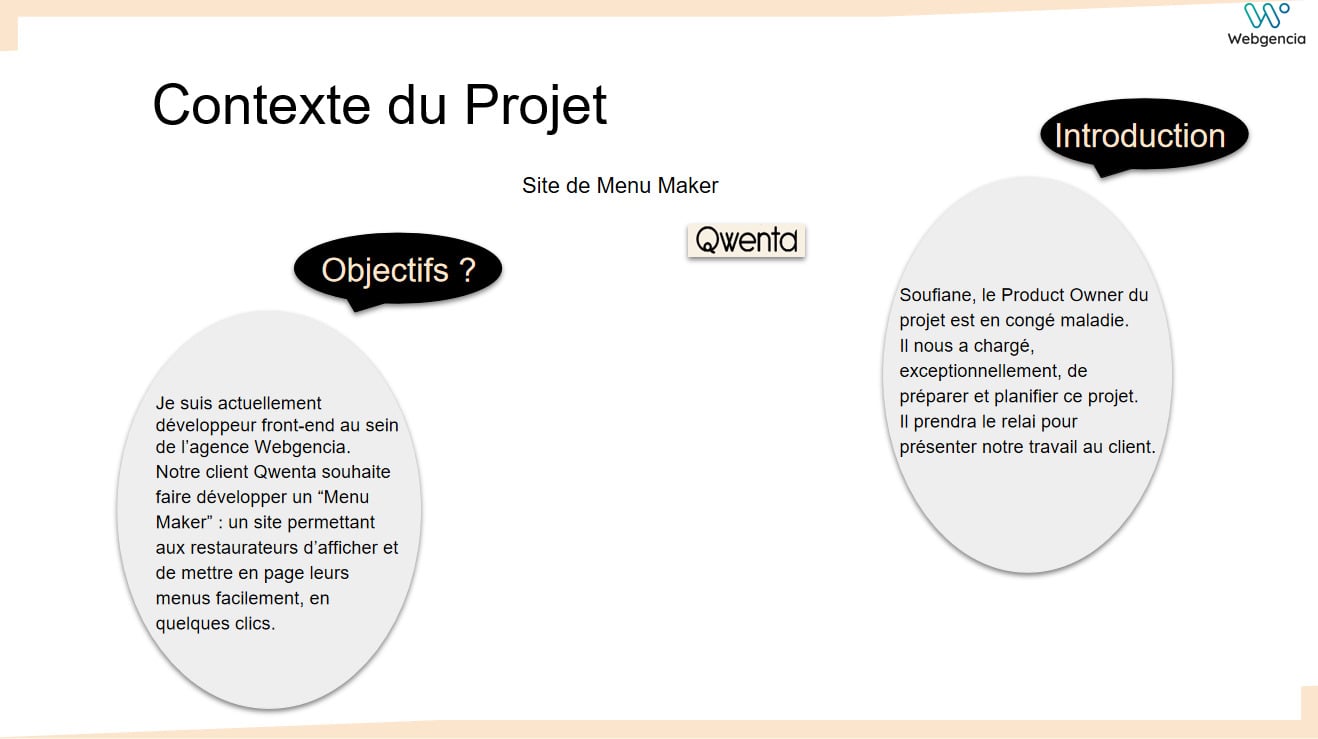 Webgencia
Contexte du Projet
Introduction
Site de Menu Maker
Qwenta
Objectifs ?
Soufiane, le Product Owner du
projet est en congé maladie.
Il nous a chargé,
exceptionnellement, de
préparer et planifier ce projet.
Il prendra le relai pour
présenter notre travail au client.
Je suis actuellement
développeur front-end au sein
de l’agence Webgencia.
Notre client Qwenta souhaite
faire développer un “Menu
Maker” : un site permettant
aux restaurateurs d’afficher et
de mettre en page leurs
menus facilement, en
quelques clics.